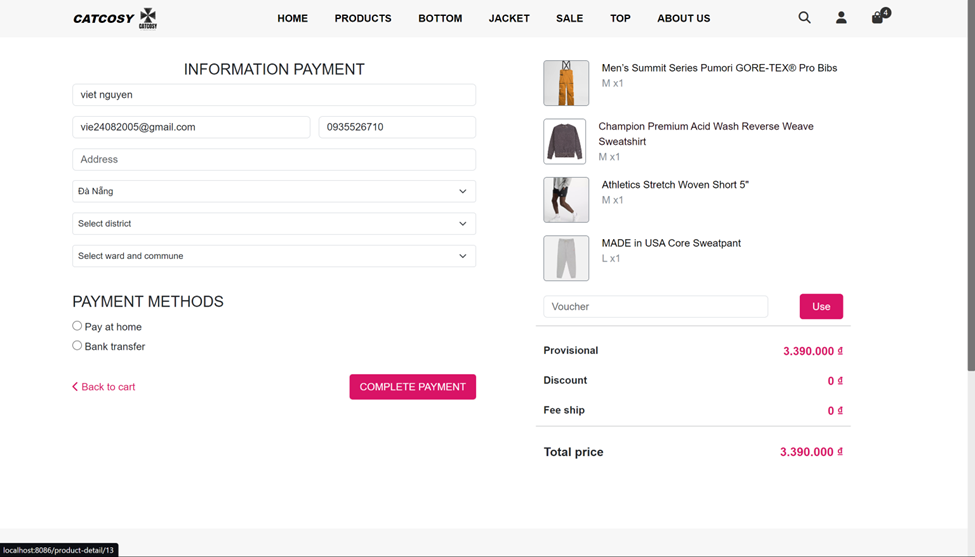 CATCOSY
CATCOSY
HOME PRODUCTS BOTTOM JACKET SALE TOP ABOUT US
4
INFORMATION PAYMENT
viet nguyen
vie24082005@gmail.com 0935526710
Address
Đà Nẵng
Select district
Select ward and commune
PAYMENT METHODS
Pay at home
Bank transfer
Back to cart
COMPLETE PAYMENT
Men's Summit Series Pumori GORE-TEX® Pro Bibs
M x1
Champion Premium Acid Wash Reverse Weave
Sweatshirt
M x1
Athletics Stretch Woven Short 5"
M x1
MADE in USA Core Sweatpant
L x1
Voucher Use
Provisional 3.390.000 ₫
Discount 0 ₫
Fee ship 0 ₫
Total price 3.390.000 ₫
localhost:8086/product-detail/13